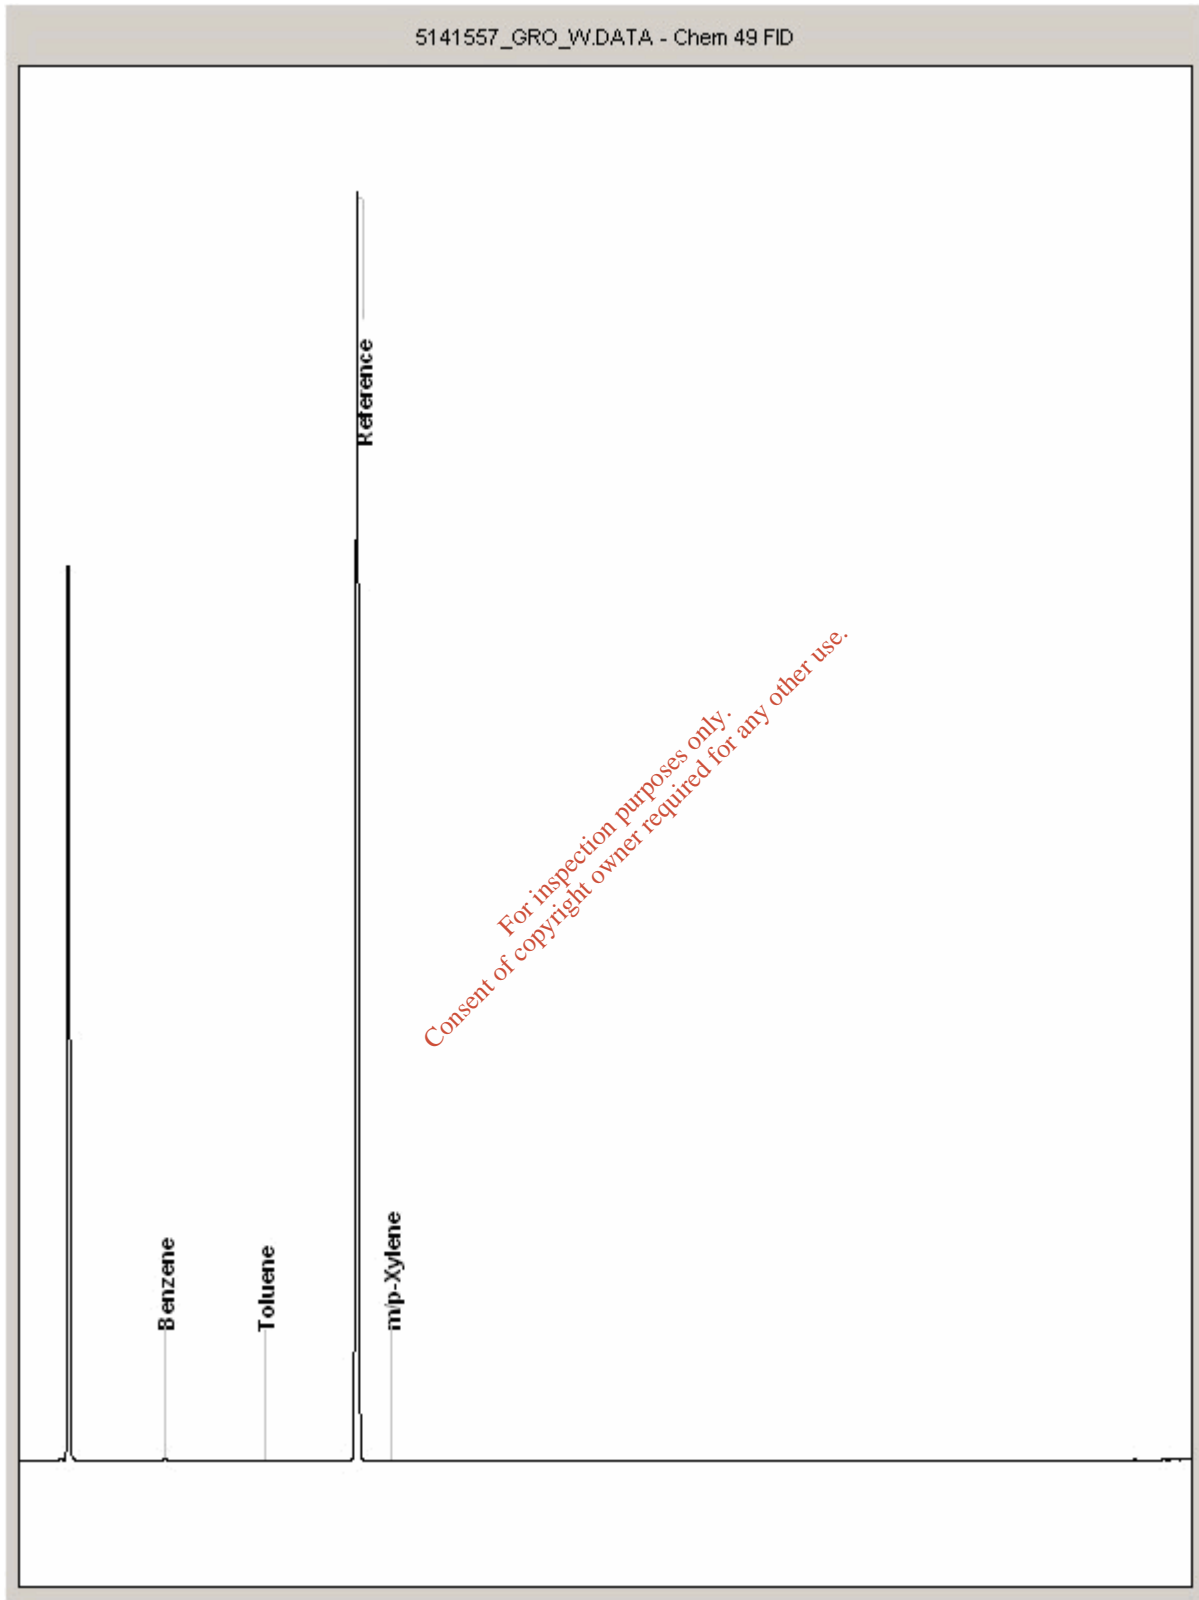 5141557_GRO_W.DATA - Chem 49 FID
Reference
For inspection purposes only.
Consent of copyright owner required for any other use.
Benzene
Toluene
m/p-Xylene